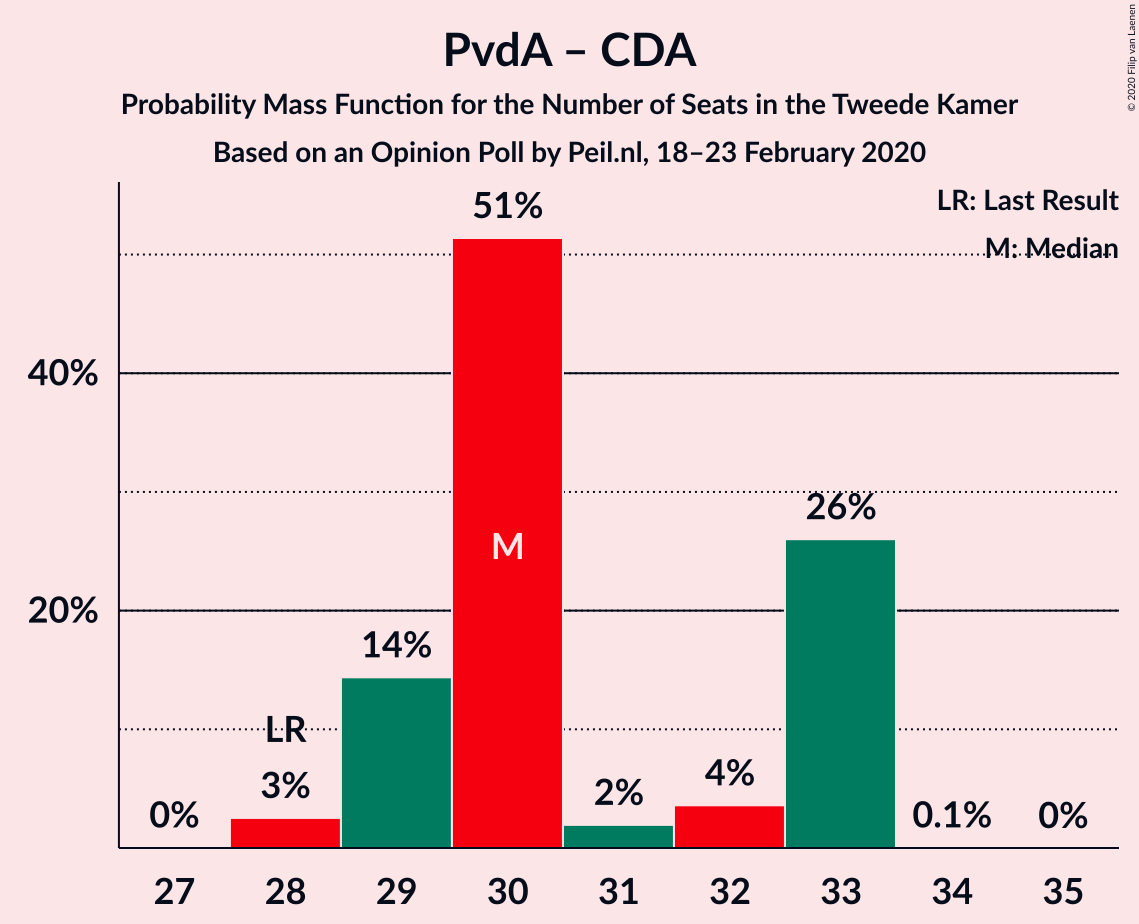 PvdA – CDA
Probability Mass Function for the Number of Seats in the Tweede Kamer
Based on an Opinion Poll by Peil.nl, 18–23 February 2020
© 2020 Filip van Laenen
LR: Last Result
M: Median
51%
40%
26%
M
20%
14%
LR
3%
4%
2%
0%
0.1%
0%
27 28 29 30 31 32 33 34 35